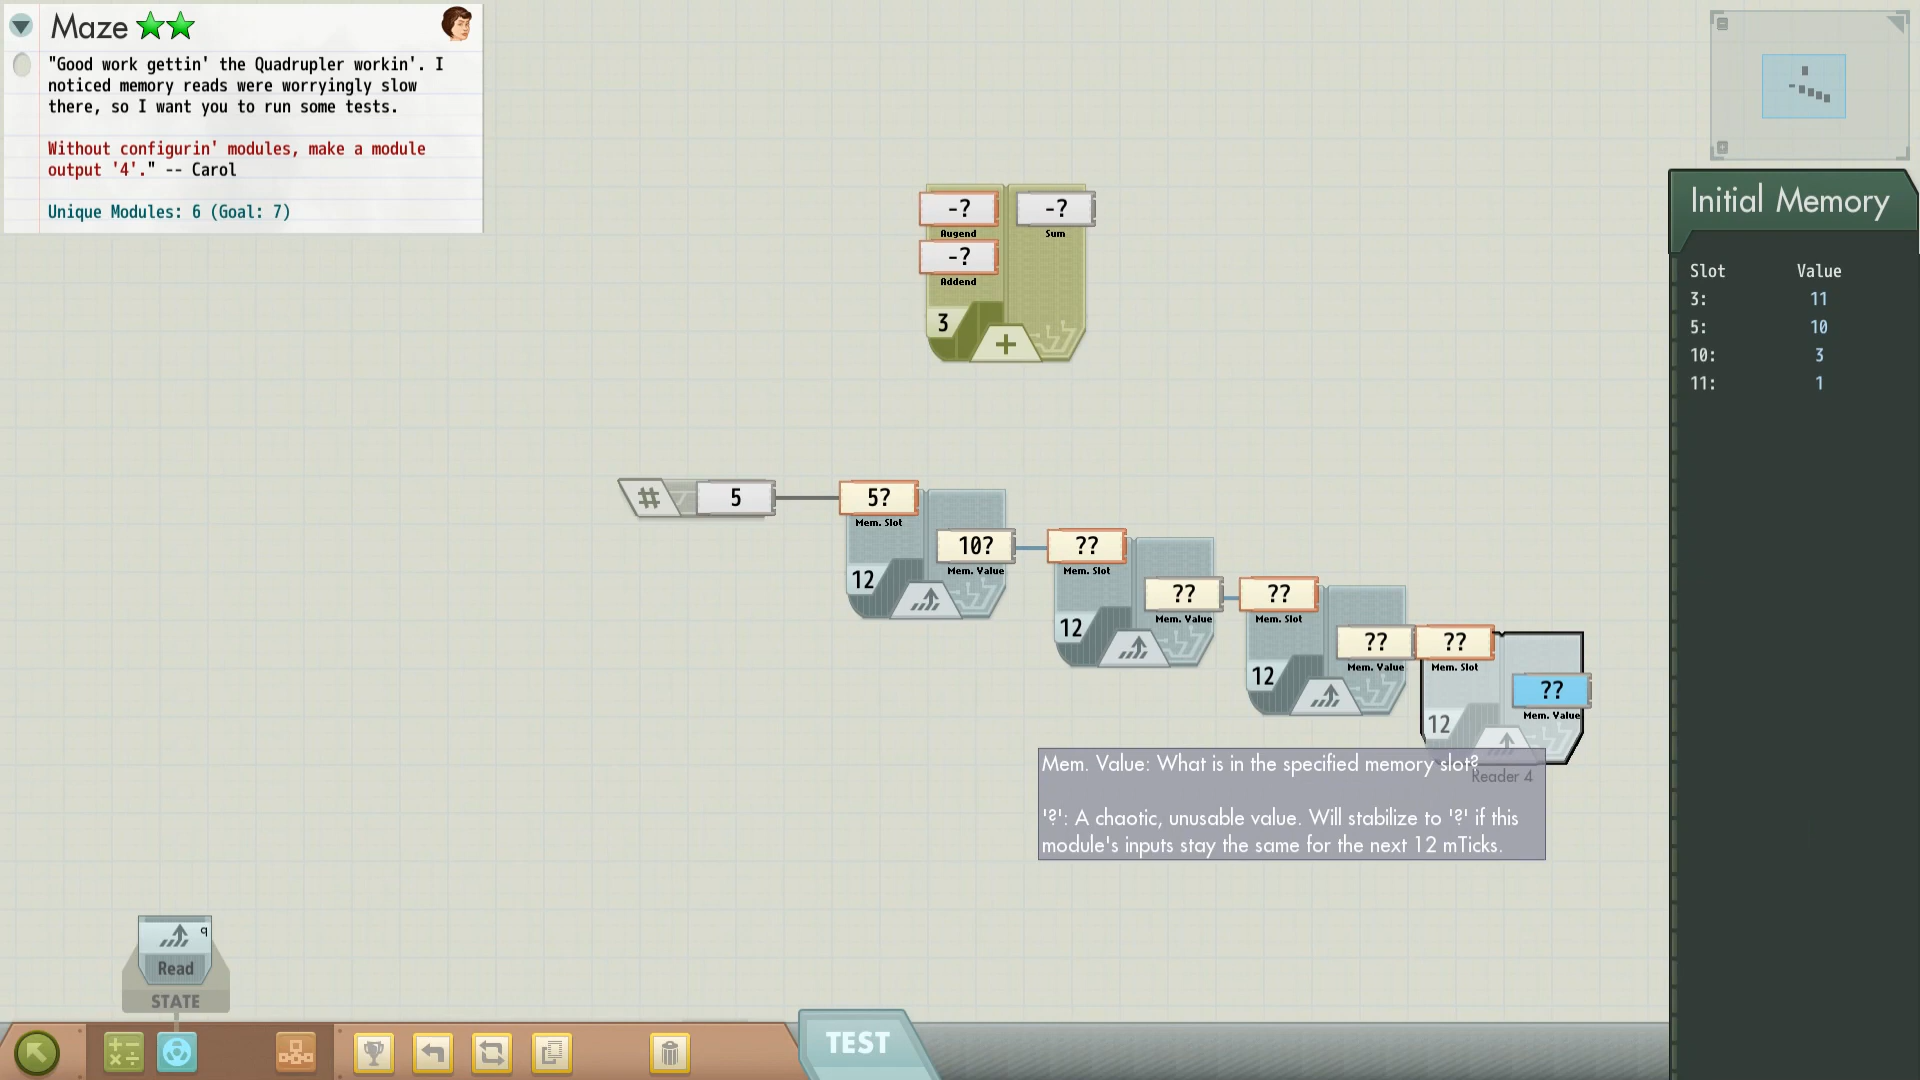 Maze
"Good work gettin' the Quadrupler workin'. I
noticed memory reads were worryingly slow
there, so I want you to run some tests.
Without configurin' modules, make a module
output '4'." -- Carol
Unique Modules: 6 (Goal: 7)
-?
Augend
-?
Sum
-?
Addend
3
+
# 5
5?
Mem. Slot
10?
Mem. Value
12
??
Mem. Slot
??
Mem. Value
12
??
Mem. Slot
??
Mem. Value
12
??
Mem. Slot
??
Mem. Value
12
Reader 4
Mem. Value: What is in the specified memory slot?
'?': A chaotic, unusable value. Will stabilize to '?' if this
module's inputs stay the same for the next 12 mTicks.
Initial Memory
Slot Value
3: 11
5: 10
10: 3
11: 1
q
Read
STATE
TEST